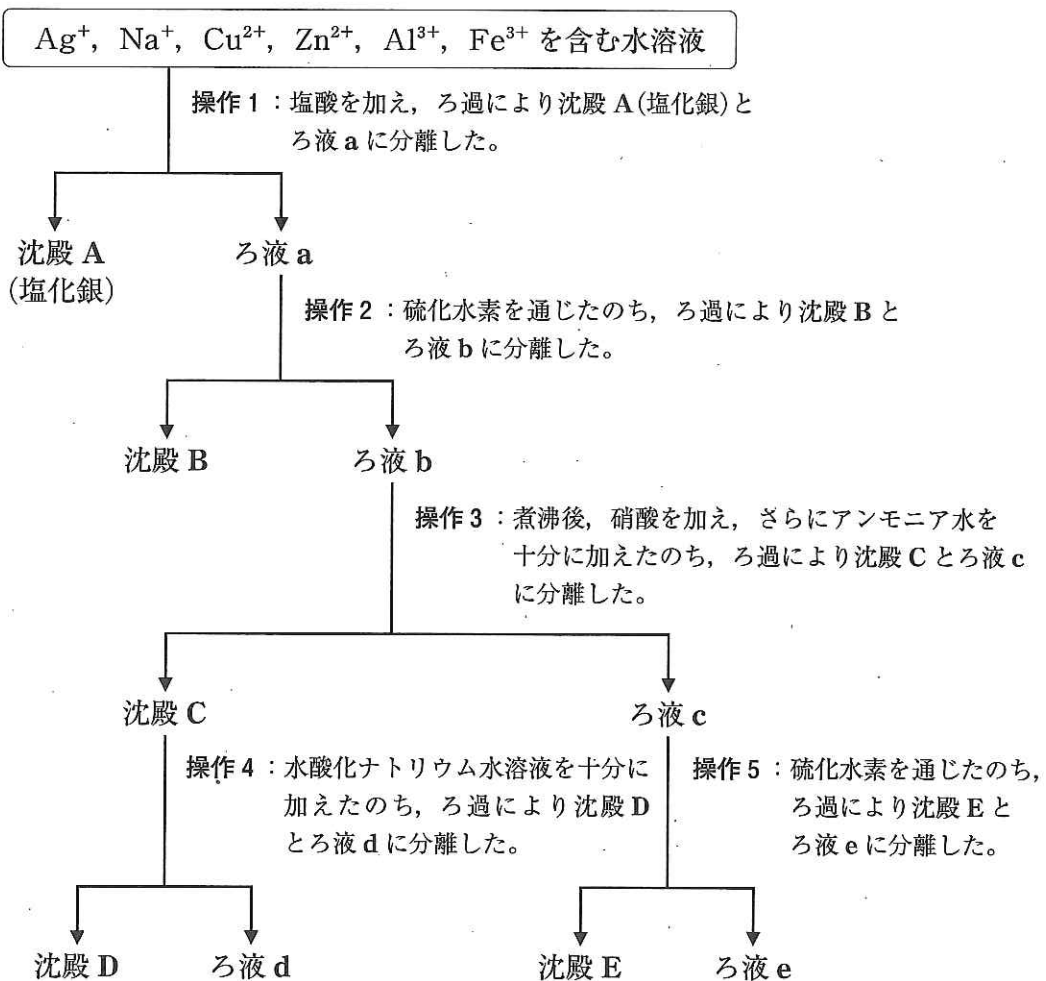 Ag⁺, Na⁺, Cu²⁺, Zn²⁺, Al³⁺, Fe³⁺ を含む水溶液
操作1：塩酸を加え，ろ過により沈殿 A(塩化銀)と
ろ液 a に分離した。
沈殿 A
(塩化銀)
ろ液 a
操作2：硫化水素を通じたのち，ろ過により沈殿 B と
ろ液 b に分離した。
沈殿 B
ろ液 b
操作3：煮沸後，硝酸を加え，さらにアンモニア水を
十分に加えたのち，ろ過により沈殿 C とろ液 c
に分離した。
沈殿 C
ろ液 c
操作4：水酸化ナトリウム水溶液を十分に
加えたのち，ろ過により沈殿 D
とろ液 d に分離した。
操作5：硫化水素を通じたのち，
ろ過により沈殿 E と
ろ液 e に分離した。
沈殿 D
ろ液 d
沈殿 E
ろ液 e